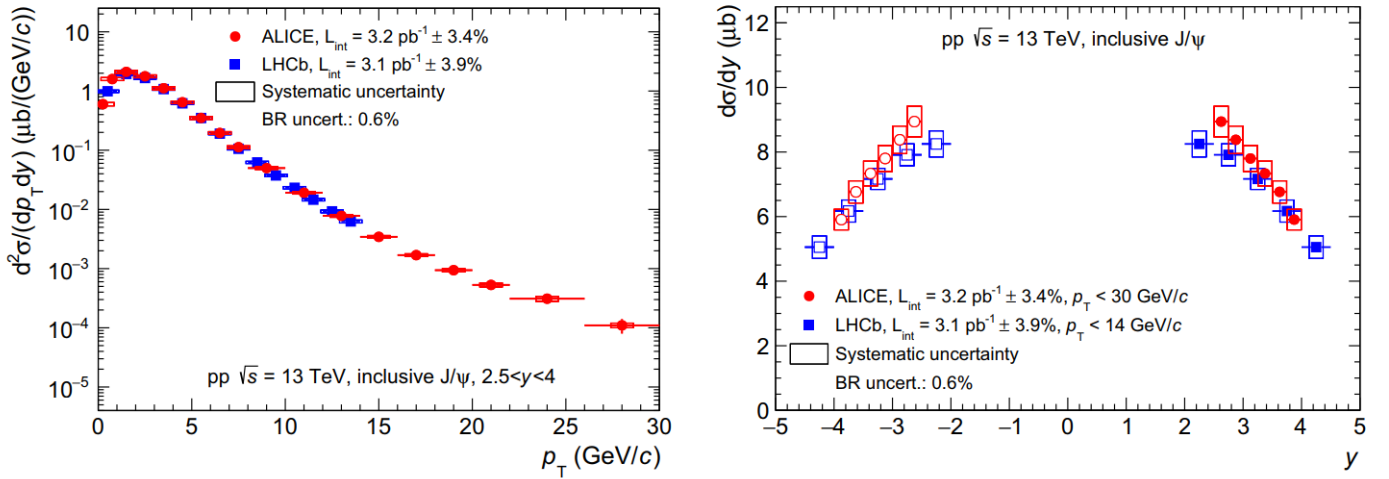 d²σ/(dp_T dy) (μb/(GeV/c))
10
1
10⁻¹
10⁻²
10⁻³
10⁻⁴
10⁻⁵
ALICE, L_int = 3.2 pb⁻¹ ± 3.4%
LHCb, L_int = 3.1 pb⁻¹ ± 3.9%
Systematic uncertainty
BR uncert.: 0.6%
pp √s = 13 TeV, inclusive J/ψ, 2.5<y<4
0 5 10 15 20 25 30
p_T (GeV/c)
dσ/dy (μb)
12
10
8
6
4
2
0
pp √s = 13 TeV, inclusive J/ψ
ALICE, L_int = 3.2 pb⁻¹ ± 3.4%, p_T < 30 GeV/c
LHCb, L_int = 3.1 pb⁻¹ ± 3.9%, p_T < 14 GeV/c
Systematic uncertainty
BR uncert.: 0.6%
−5 −4 −3 −2 −1 0 1 2 3 4 5
y